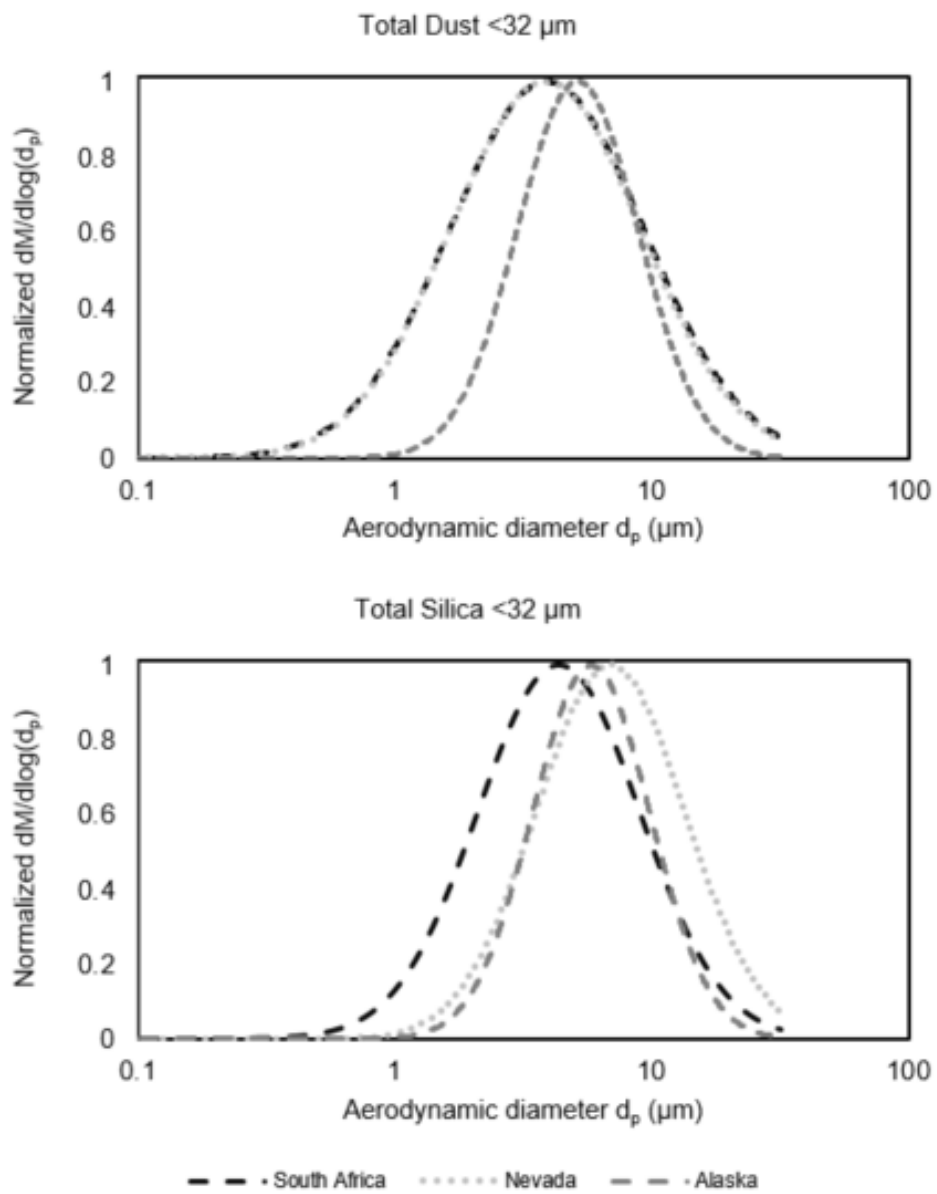 Total Dust <32 µm
Normalized dM/dlog(dp)
1
0.8
0.6
0.4
0.2
0
0.1 1 10 100
Aerodynamic diameter dp (µm)
Total Silica <32 µm
Normalized dM/dlog(dp)
1
0.8
0.6
0.4
0.2
0
0.1 1 10 100
Aerodynamic diameter dp (µm)
South Africa Nevada Alaska